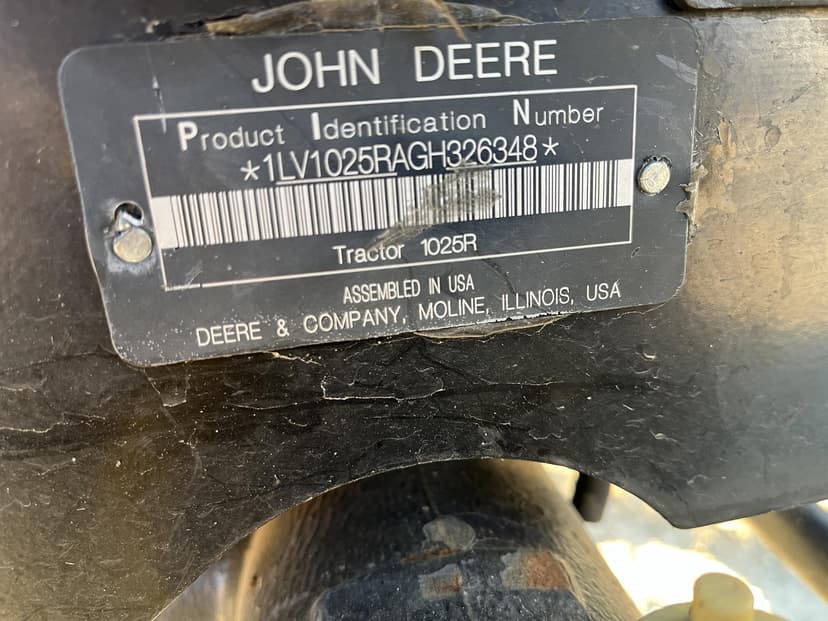 JOHN DEERE
Product Identification Number
*1LV1025RAGH326348*
Tractor 1025R
ASSEMBLED IN USA
DEERE & COMPANY, MOLINE, ILLINOIS, USA